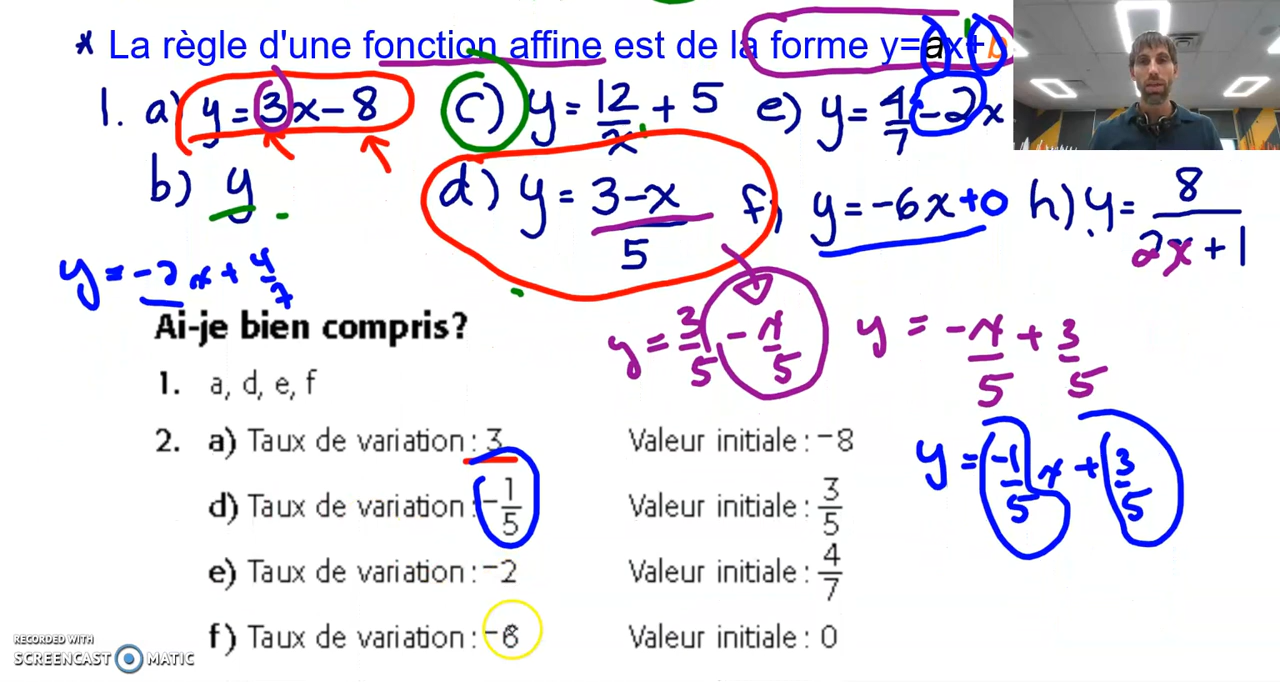 * La règle d'une fonction affine est de la forme y=ax+b
1. a) y = 3x - 8
c) y = 12/x + 5
e) y = 4/7 - 2x
b) y
d) y = (3-x)/5
f) y = -6x+0
h) y = 8/(2x+1)
y = -2x + 4/7
y = 3/5 - x/5
y = -x/5 + 3/5
Ai-je bien compris?
1. a, d, e, f
2. a) Taux de variation : 3 Valeur initiale : -8
y = -1/5 x + 3/5
d) Taux de variation : -1/5 Valeur initiale : 3/5
e) Taux de variation : -2 Valeur initiale : 4/7
f) Taux de variation : -6 Valeur initiale : 0
RECORDED WITH
SCREENCAST MATIC